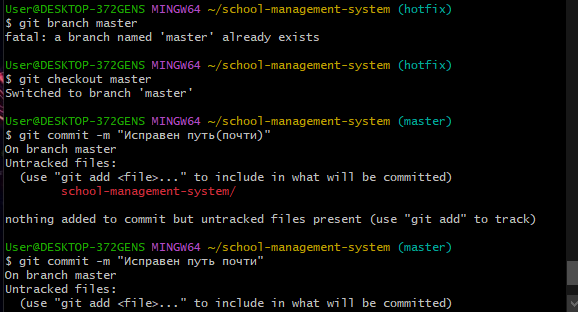 User@DESKTOP-372GENS MINGW64 ~/school-management-system (hotfix)
$ git branch master
fatal: a branch named 'master' already exists
User@DESKTOP-372GENS MINGW64 ~/school-management-system (hotfix)
$ git checkout master
Switched to branch 'master'
User@DESKTOP-372GENS MINGW64 ~/school-management-system (master)
$ git commit -m "Исправен путь(почти)"
On branch master
Untracked files:
  (use "git add <file>..." to include in what will be committed)
        school-management-system/
nothing added to commit but untracked files present (use "git add" to track)
User@DESKTOP-372GENS MINGW64 ~/school-management-system (master)
$ git commit -m "Исправен путь почти"
On branch master
Untracked files:
  (use "git add <file>..." to include in what will be committed)